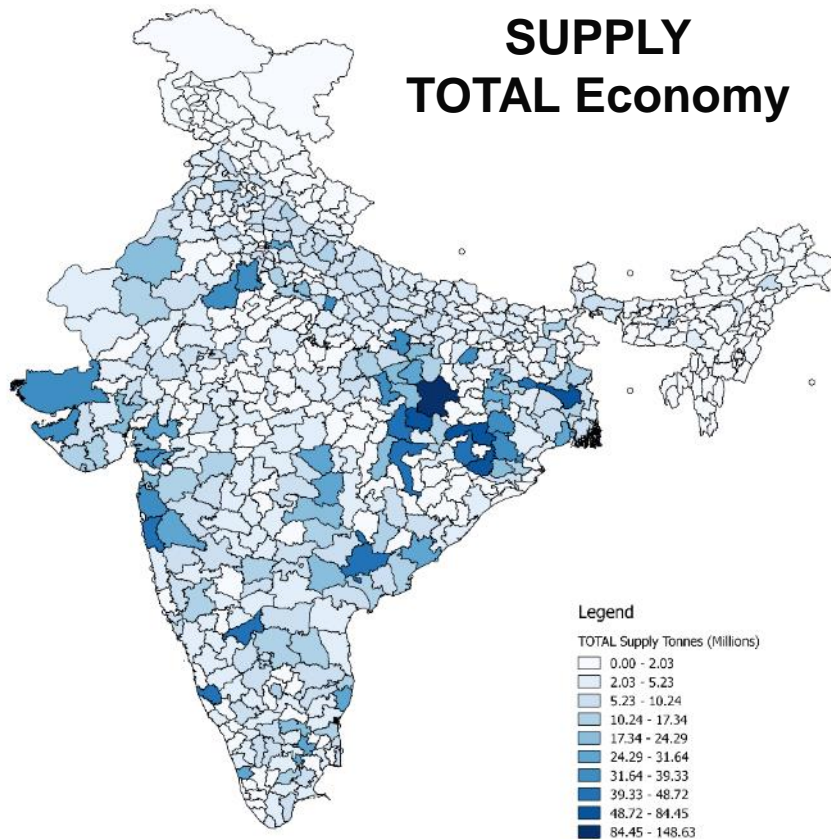 SUPPLY
TOTAL Economy
Legend
TOTAL Supply Tonnes (Millions)
0.00 - 2.03
2.03 - 5.23
5.23 - 10.24
10.24 - 17.34
17.34 - 24.29
24.29 - 31.64
31.64 - 39.33
39.33 - 48.72
48.72 - 84.45
84.45 - 148.63